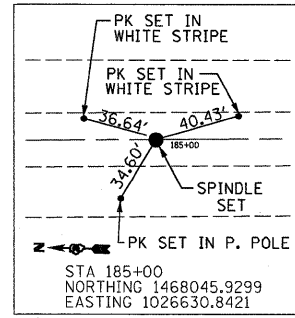 PK SET IN
WHITE STRIPE
PK SET IN
WHITE STRIPE
36.64'
40.43'
185+00
34.60'
SPINDLE
SET
PK SET IN P. POLE
N
STA 185+00
NORTHING 1468045.9299
EASTING 1026630.8421